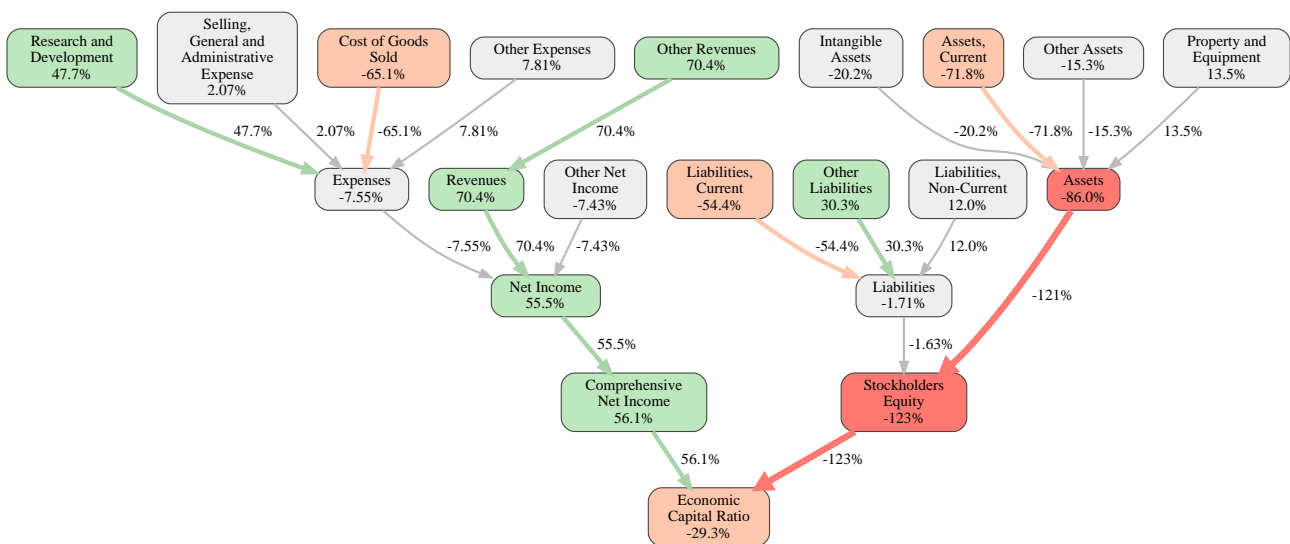 Research and
Development
47.7%
Selling,
General and
Administrative
Expense
2.07%
Cost of Goods
Sold
-65.1%
Other Expenses
7.81%
Other Revenues
70.4%
Intangible
Assets
-20.2%
Assets,
Current
-71.8%
Other Assets
-15.3%
Property and
Equipment
13.5%
47.7%
2.07%
-65.1%
7.81%
70.4%
-20.2%
-71.8%
-15.3%
13.5%
Expenses
-7.55%
Revenues
70.4%
Other Net
Income
-7.43%
Liabilities,
Current
-54.4%
Other
Liabilities
30.3%
Liabilities,
Non-Current
12.0%
Assets
-86.0%
-7.55%
70.4%
-7.43%
-54.4%
30.3%
12.0%
Net Income
55.5%
Liabilities
-1.71%
-121%
55.5%
-1.63%
Comprehensive
Net Income
56.1%
Stockholders
Equity
-123%
56.1%
-123%
Economic
Capital Ratio
-29.3%